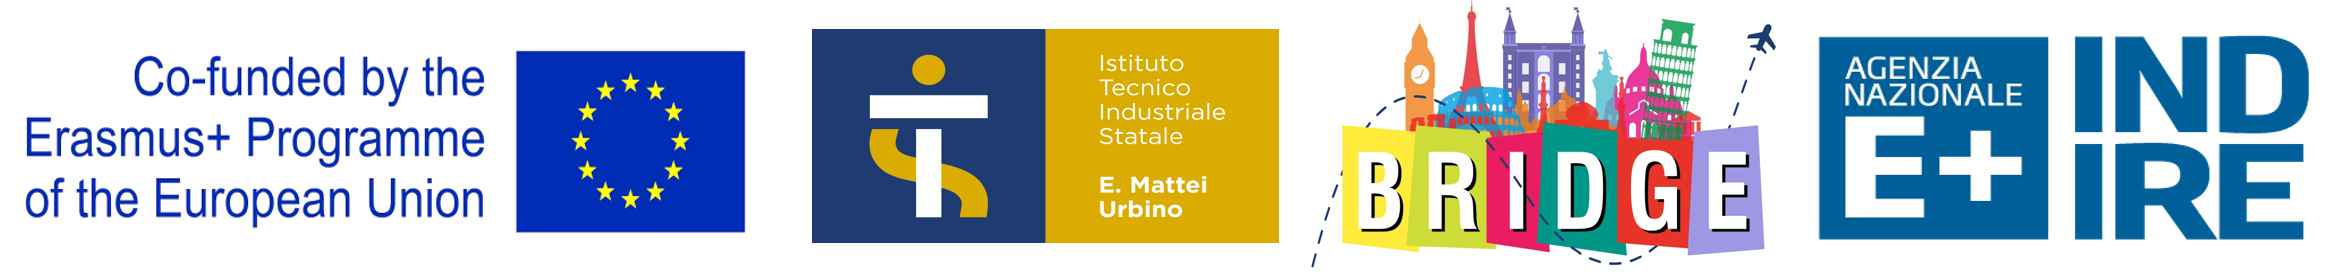 Co-funded by the
Erasmus+ Programme
of the European Union
Istituto
Tecnico
Industriale
Statale
E. Mattei
Urbino
BRIDGE
AGENZIA
NAZIONALE
E+
IND
IRE